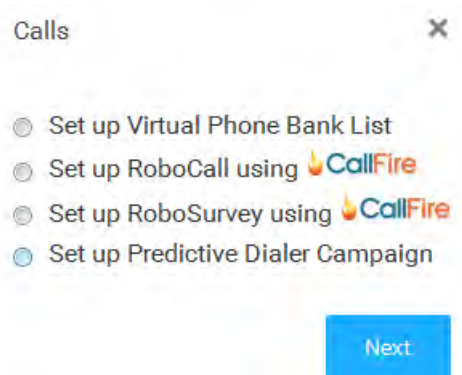 Calls
Set up Virtual Phone Bank List
Set up RoboCall using CallFire
Set up RoboSurvey using CallFire
Set up Predictive Dialer Campaign
Next